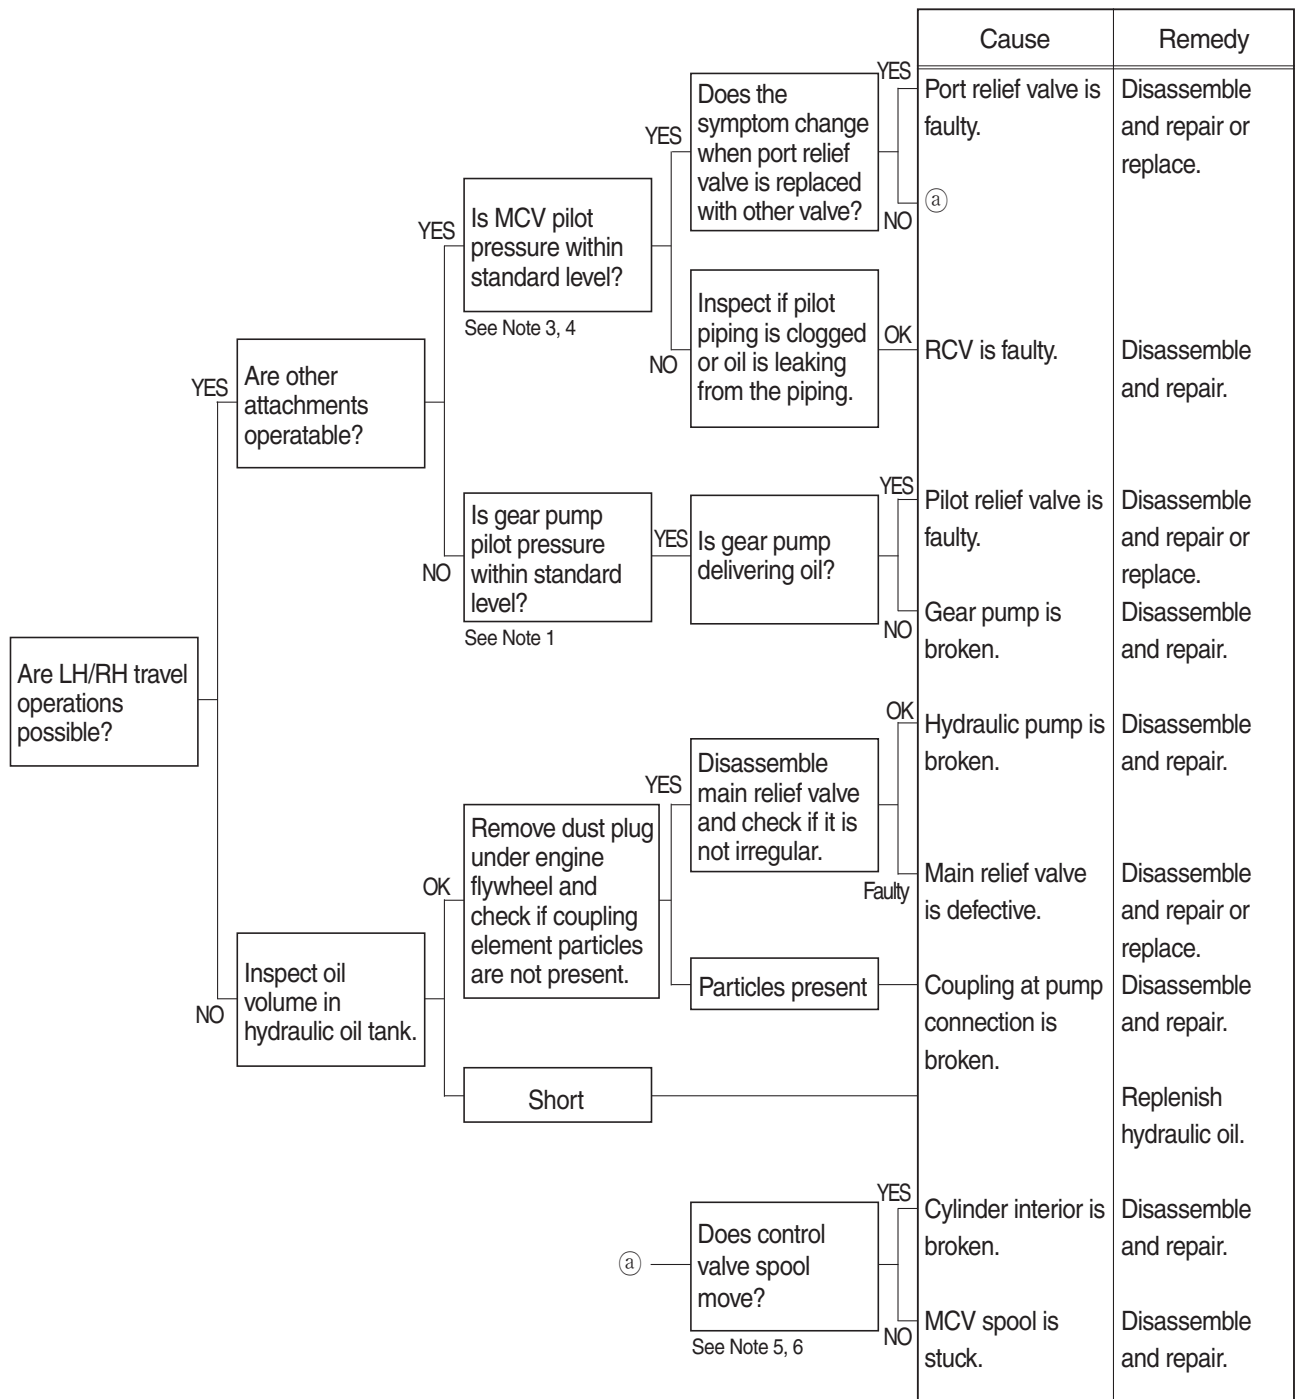 Cause
Remedy
YES
Does the
symptom change
when port relief
valve is replaced
with other valve?
Port relief valve is
faulty.
Disassemble
and repair or
replace.
YES
NO
ⓐ
YES
Is MCV pilot
pressure within
standard level?
See Note 3, 4
NO
Inspect if pilot
piping is clogged
or oil is leaking
from the piping.
OK
RCV is faulty.
Disassemble
and repair.
YES
Are other
attachments
operatable?
NO
Is gear pump
pilot pressure
within standard
level?
See Note 1
YES
Is gear pump
delivering oil?
YES
Pilot relief valve is
faulty.
Disassemble
and repair or
replace.
NO
Gear pump is
broken.
Disassemble
and repair.
Are LH/RH travel
operations
possible?
NO
Inspect oil
volume in
hydraulic oil tank.
OK
Remove dust plug
under engine
flywheel and
check if coupling
element particles
are not present.
YES
Disassemble
main relief valve
and check if it is
not irregular.
OK
Hydraulic pump is
broken.
Disassemble
and repair.
Faulty
Main relief valve
is defective.
Disassemble
and repair or
replace.
Particles present
Coupling at pump
connection is
broken.
Disassemble
and repair.
Short
Replenish
hydraulic oil.
ⓐ
Does control
valve spool
move?
See Note 5, 6
YES
Cylinder interior is
broken.
Disassemble
and repair.
NO
MCV spool is
stuck.
Disassemble
and repair.